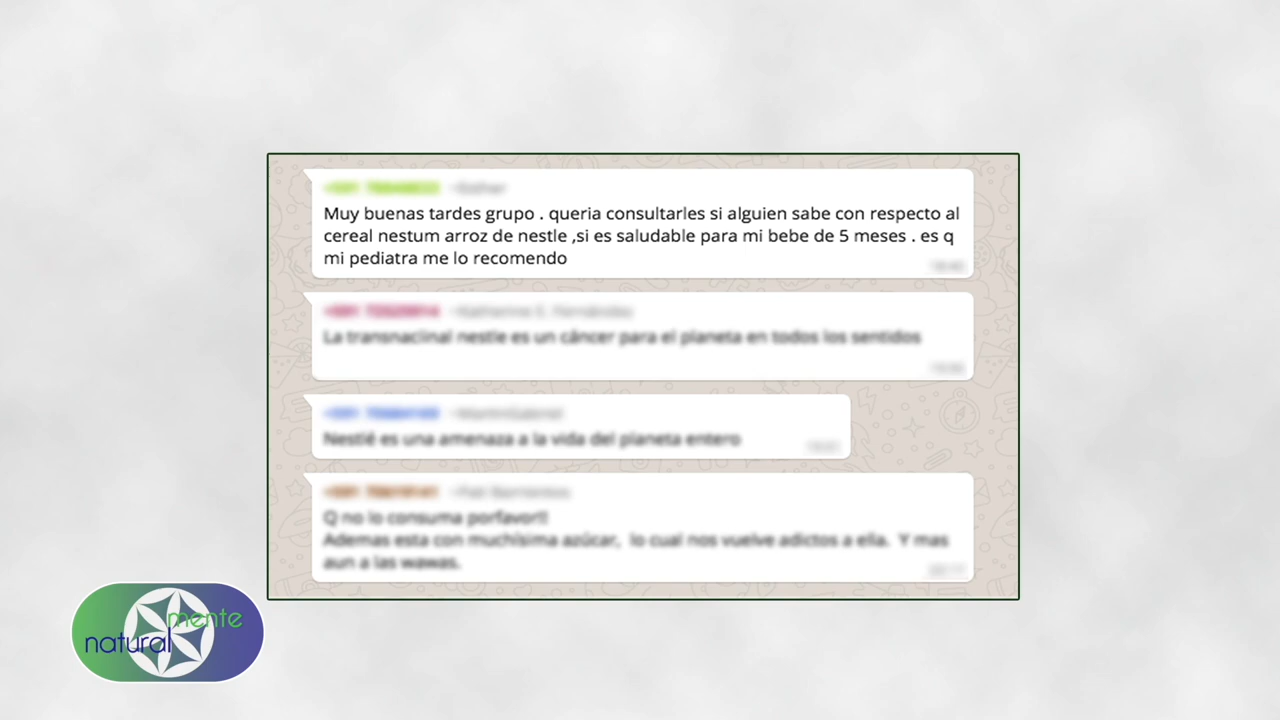 Muy buenas tardes grupo . queria consultarles si alguien sabe con respecto al
cereal nestum arroz de nestle ,si es saludable para mi bebe de 5 meses . es q
mi pediatra me lo recomendo
La transnaciinal nestle es un cáncer para el planeta en todos los sentidos
Nestlé es una amenaza a la vida del planeta entero
Q no lo consuma porfavor!!
Ademas esta con muchísima azúcar, lo cual nos vuelve adictos a ella. Y mas
aun a las wawas.
natural
mente